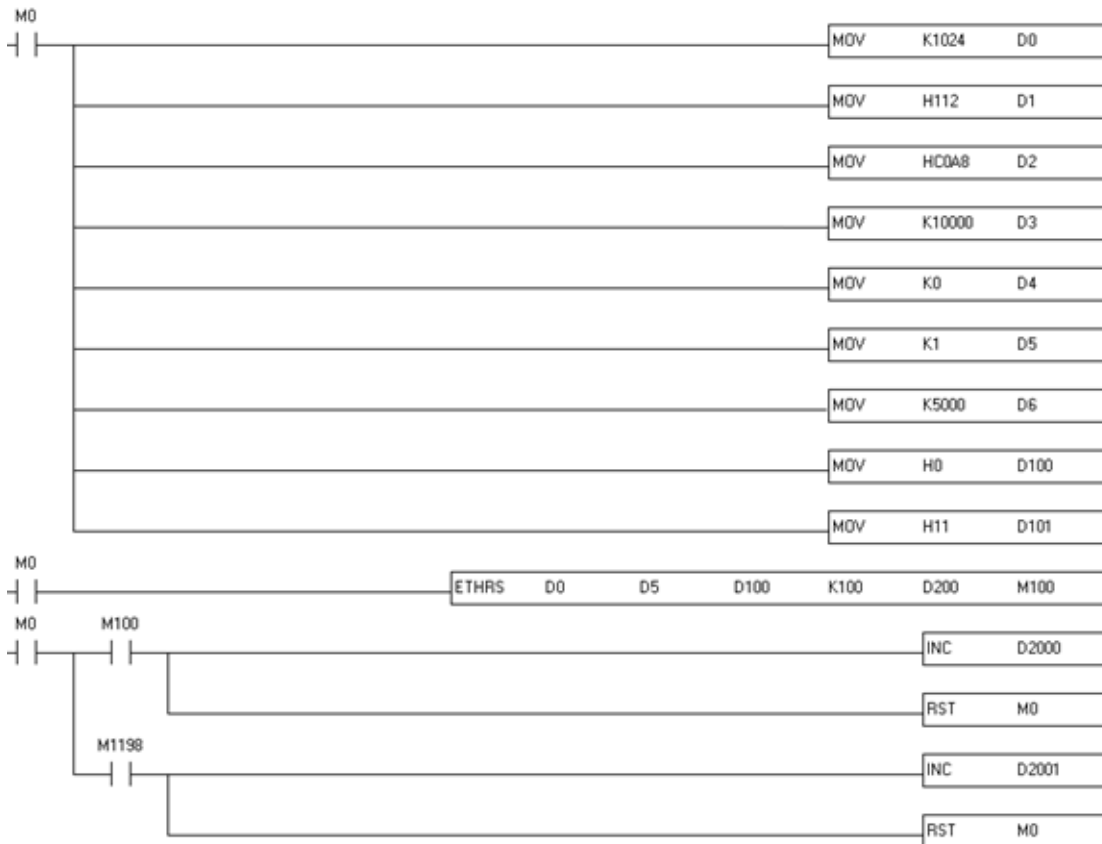 M0
MOV K1024 D0
MOV H112 D1
MOV HC0A8 D2
MOV K10000 D3
MOV K0 D4
MOV K1 D5
MOV K5000 D6
MOV H0 D100
MOV H11 D101
M0
ETHRS D0 D5 D100 K100 D200 M100
M0 M100
INC D2000
RST M0
M1198
INC D2001
RST M0